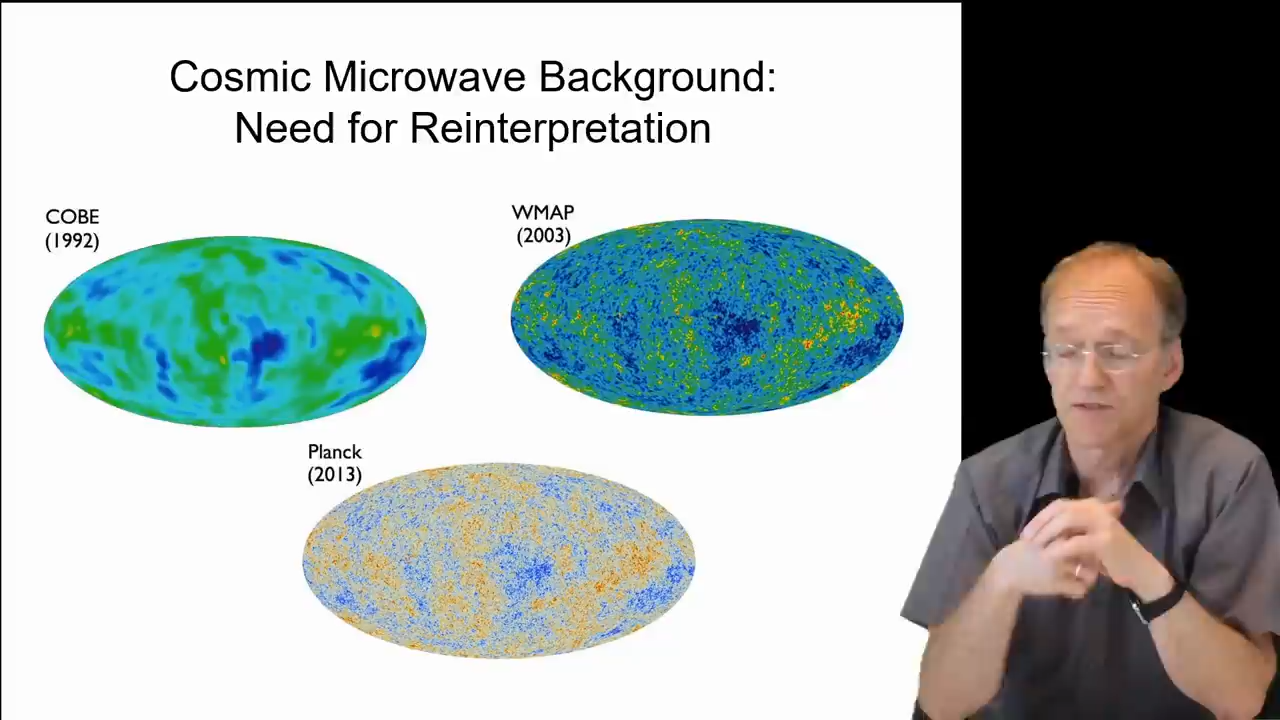 Cosmic Microwave Background:
Need for Reinterpretation
COBE
(1992)
WMAP
(2003)
Planck
(2013)